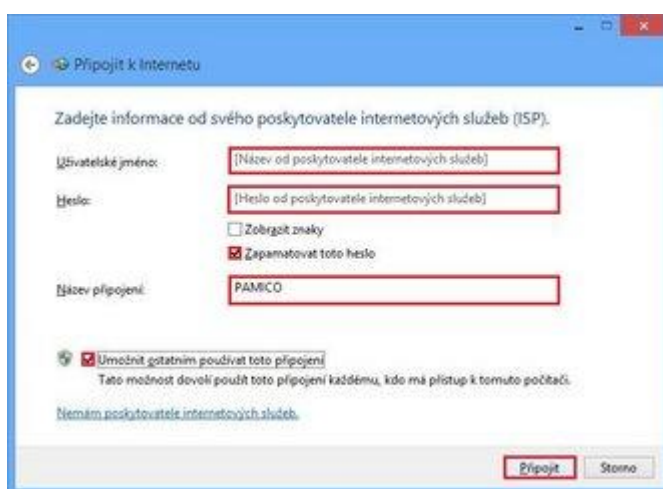 Připojit k Internetu
Zadejte informace od svého poskytovatele internetových služeb (ISP).
Uživatelské jméno:
[Název od poskytovatele internetových služeb]
Heslo:
[Heslo od poskytovatele internetových služeb]
Zobrazit znaky
Zapamatovat toto heslo
Název připojení:
PAMICO
Umožnit ostatním používat toto připojení
Tato možnost dovolí použít toto připojení každému, kdo má přístup k tomuto počítači.
Nemám poskytovatele internetových služeb.
Připojit
Storno